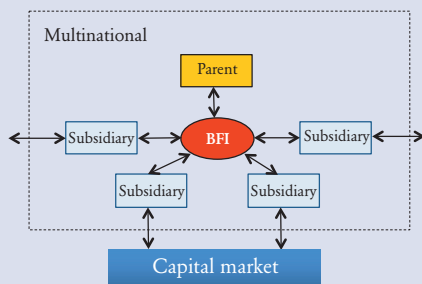 Multinational
Parent
Subsidiary
BFI
Subsidiary
Subsidiary
Subsidiary
Capital market